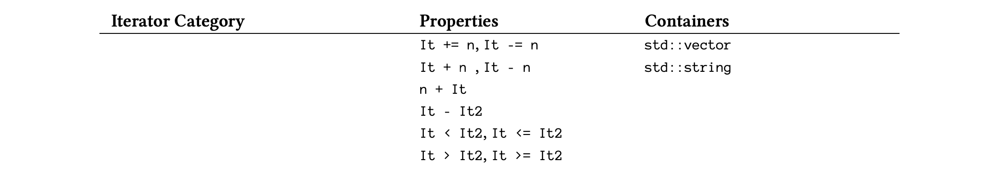 Iterator Category Properties Containers
It += n, It -= n std::vector
It + n , It - n std::string
n + It
It - It2
It < It2, It <= It2
It > It2, It >= It2